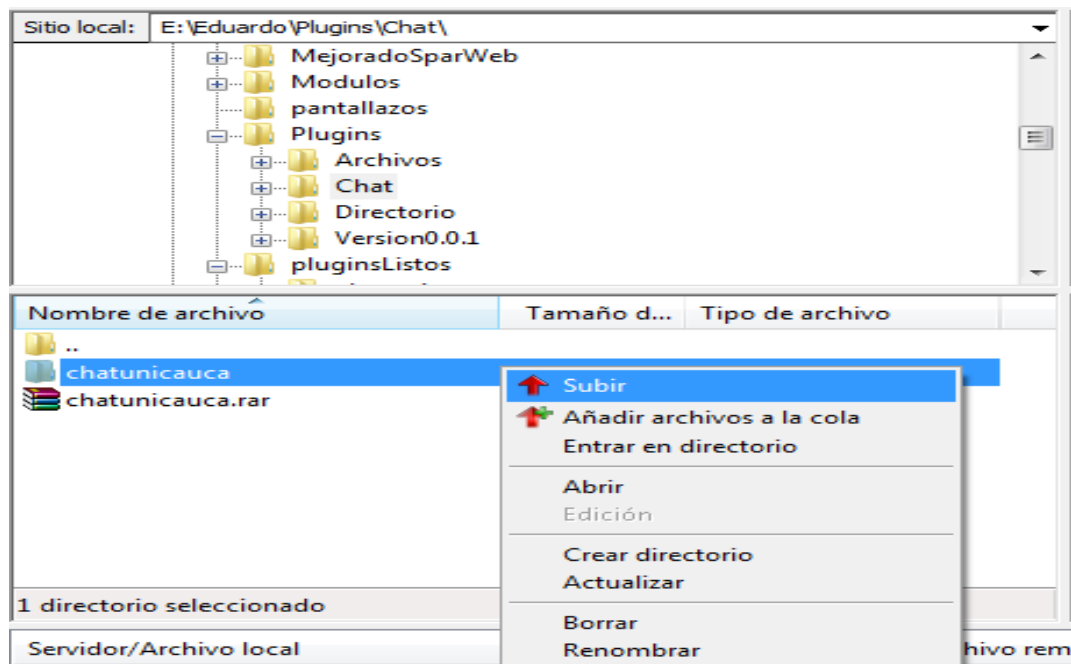 Sitio local: E:\Eduardo\Plugins\Chat\
MejoradoSparWeb
Modulos
pantallazos
Plugins
Archivos
Chat
Directorio
Version0.0.1
pluginsListos
Nombre de archivo Tamaño d... Tipo de archivo
..
chatunicauca
chatunicauca.rar
Subir
Añadir archivos a la cola
Entrar en directorio
Abrir
Edición
Crear directorio
Actualizar
Borrar
Renombrar
1 directorio seleccionado
Servidor/Archivo local hivo rem